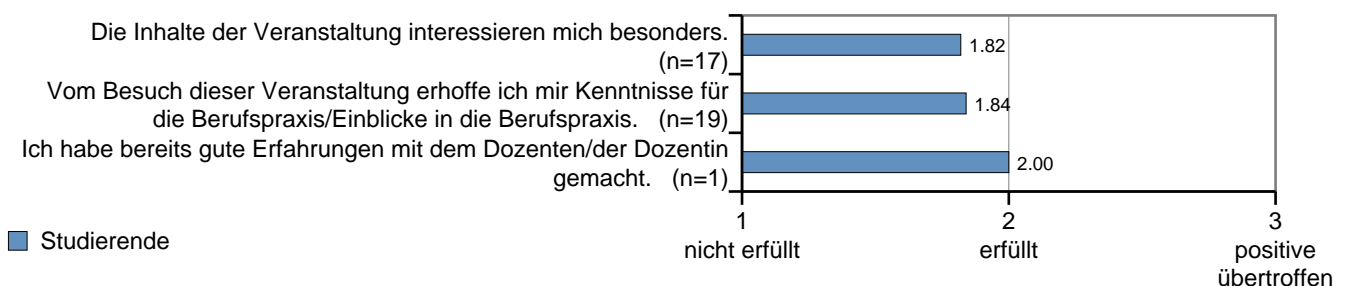 Die Inhalte der Veranstaltung interessieren mich besonders.
(n=17)
1.82
Vom Besuch dieser Veranstaltung erhoffe ich mir Kenntnisse für
die Berufspraxis/Einblicke in die Berufspraxis. (n=19)
1.84
Ich habe bereits gute Erfahrungen mit dem Dozenten/der Dozentin
gemacht. (n=1)
2.00
1
nicht erfüllt
2
erfüllt
3
positive
übertroffen
Studierende